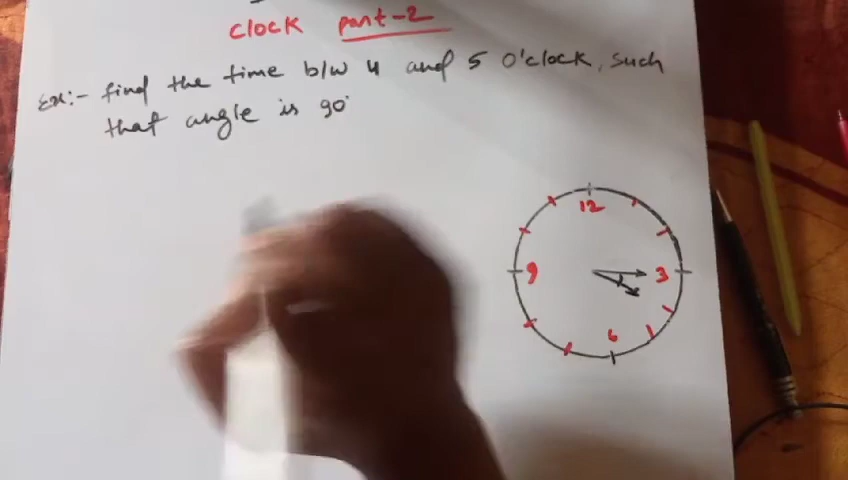 clock part-2
Ex:- find the time b/w 4 and 5 O'clock, such
that angle is 90°
12
9
3
6